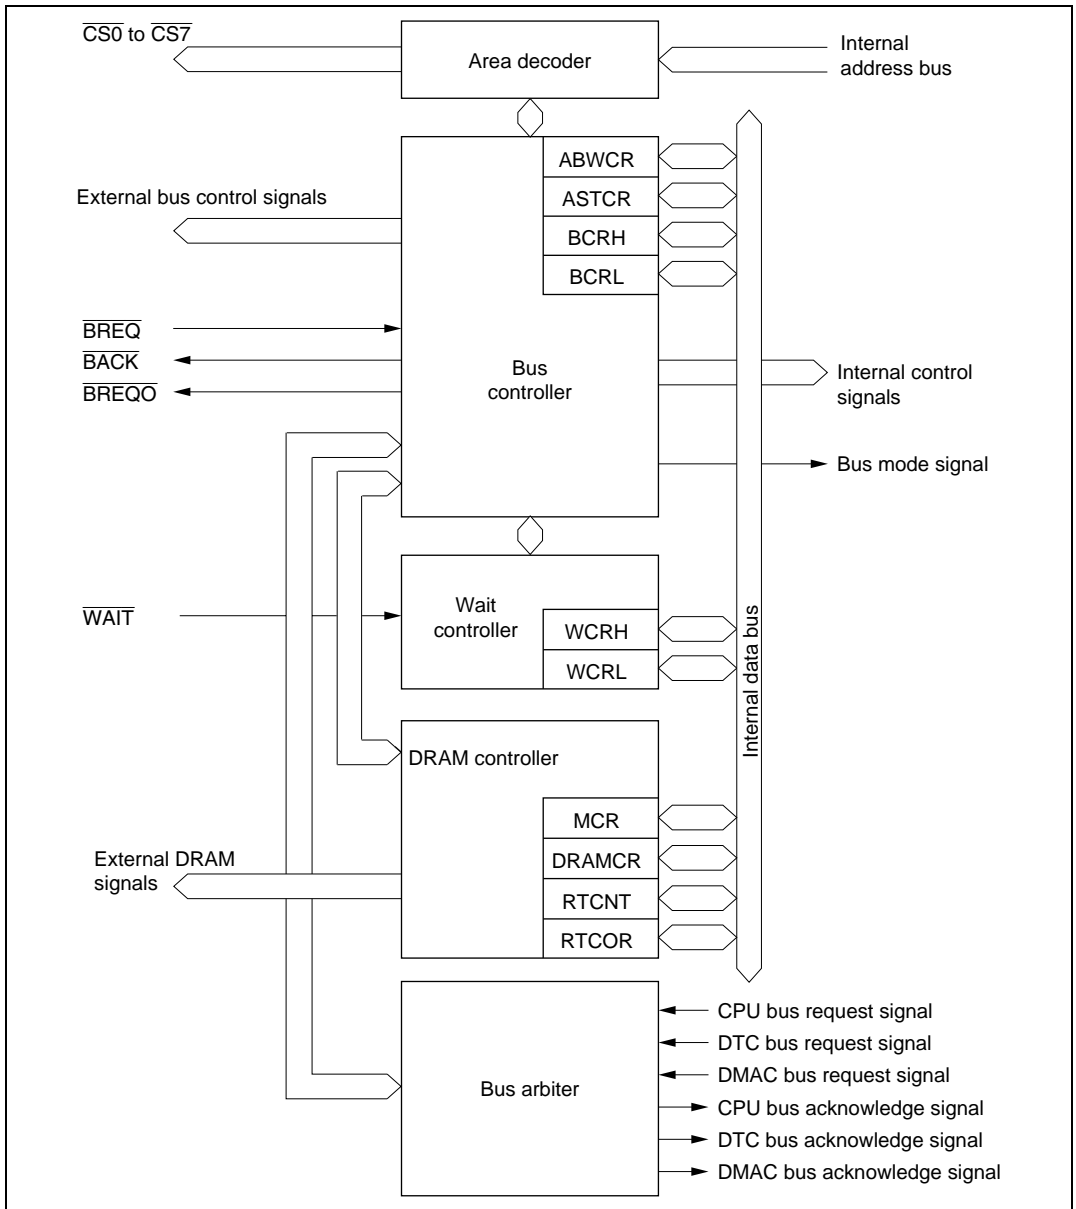 CS0 to CS7
Area decoder
Internal
address bus
ABWCR
ASTCR
BCRH
BCRL
External bus control signals
BREQ
BACK
BREQO
Bus
controller
Internal control
signals
Bus mode signal
WAIT
Wait
controller
WCRH
WCRL
Internal data bus
DRAM controller
MCR
DRAMCR
RTCNT
RTCOR
External DRAM
signals
Bus arbiter
CPU bus request signal
DTC bus request signal
DMAC bus request signal
CPU bus acknowledge signal
DTC bus acknowledge signal
DMAC bus acknowledge signal